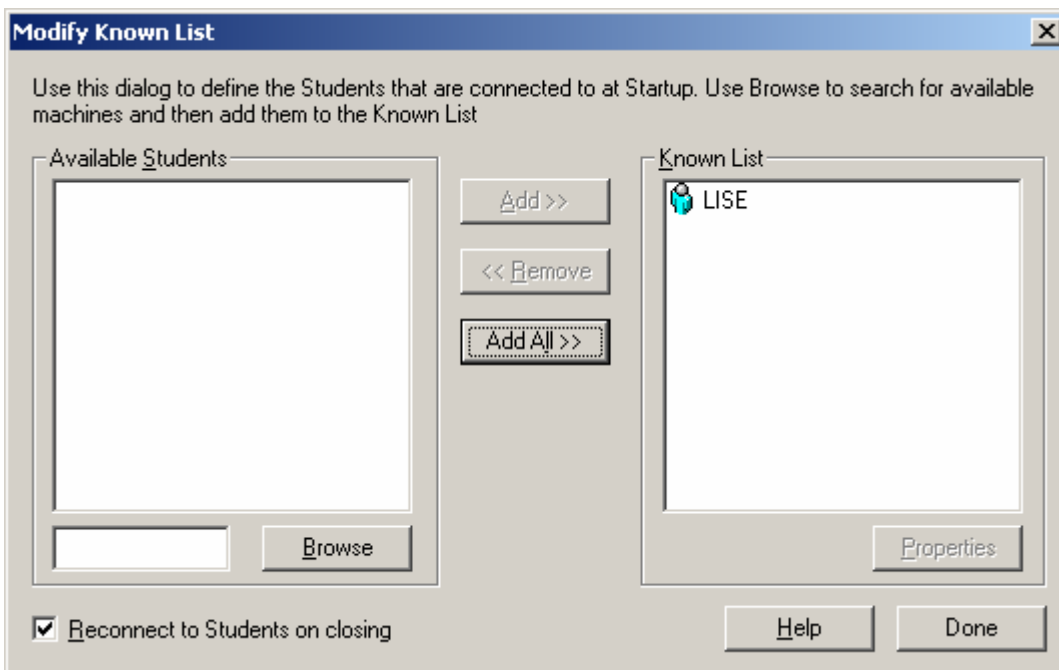 Modify Known List
Use this dialog to define the Students that are connected to at Startup. Use Browse to search for available
machines and then add them to the Known List
Available Students
Known List
Add >>
LISE
<< Remove
Add All >>
Browse
Properties
Reconnect to Students on closing
Help
Done